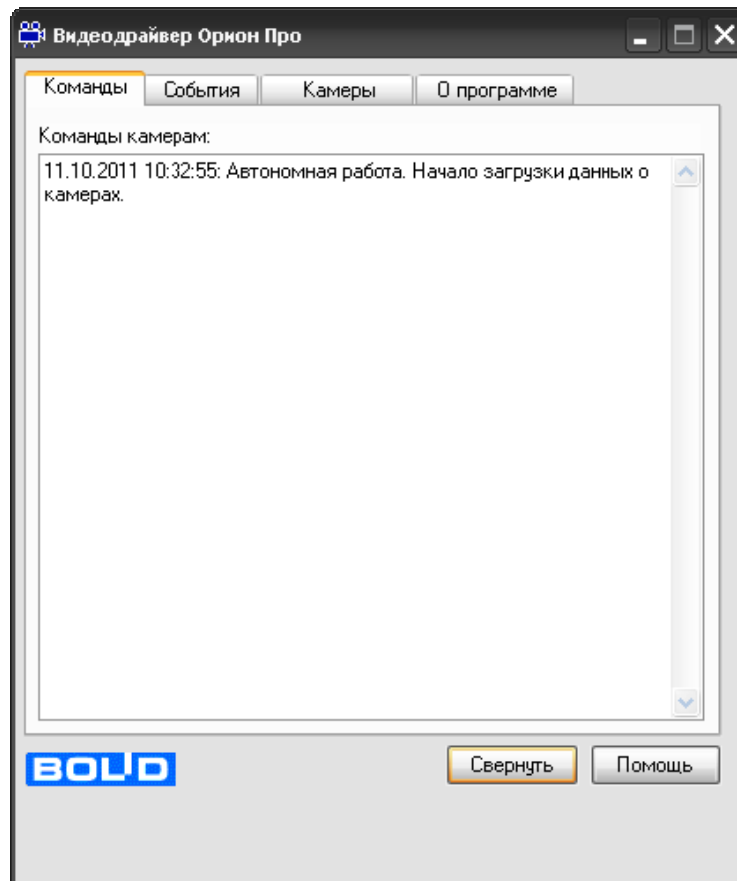 Видеодрайвер Орион Про
Команды События Камеры О программе
Команды камерам:
11.10.2011 10:32:55: Автономная работа. Начало загрузки данных о
камерах.
BOLID Свернуть Помощь